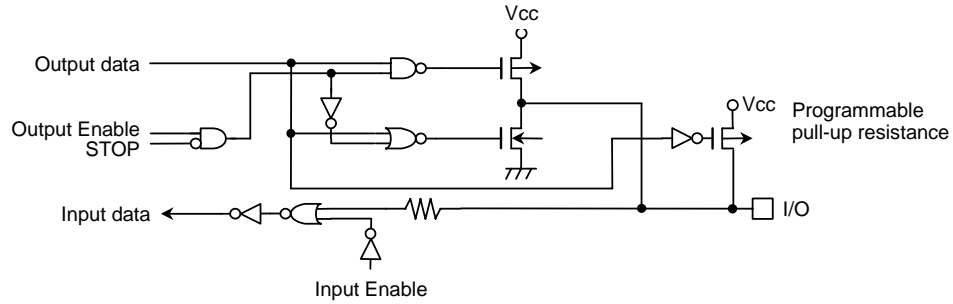 Vcc
Output data
Vcc
Programmable
pull-up resistance
Output Enable
STOP
Input data
I/O
Input Enable